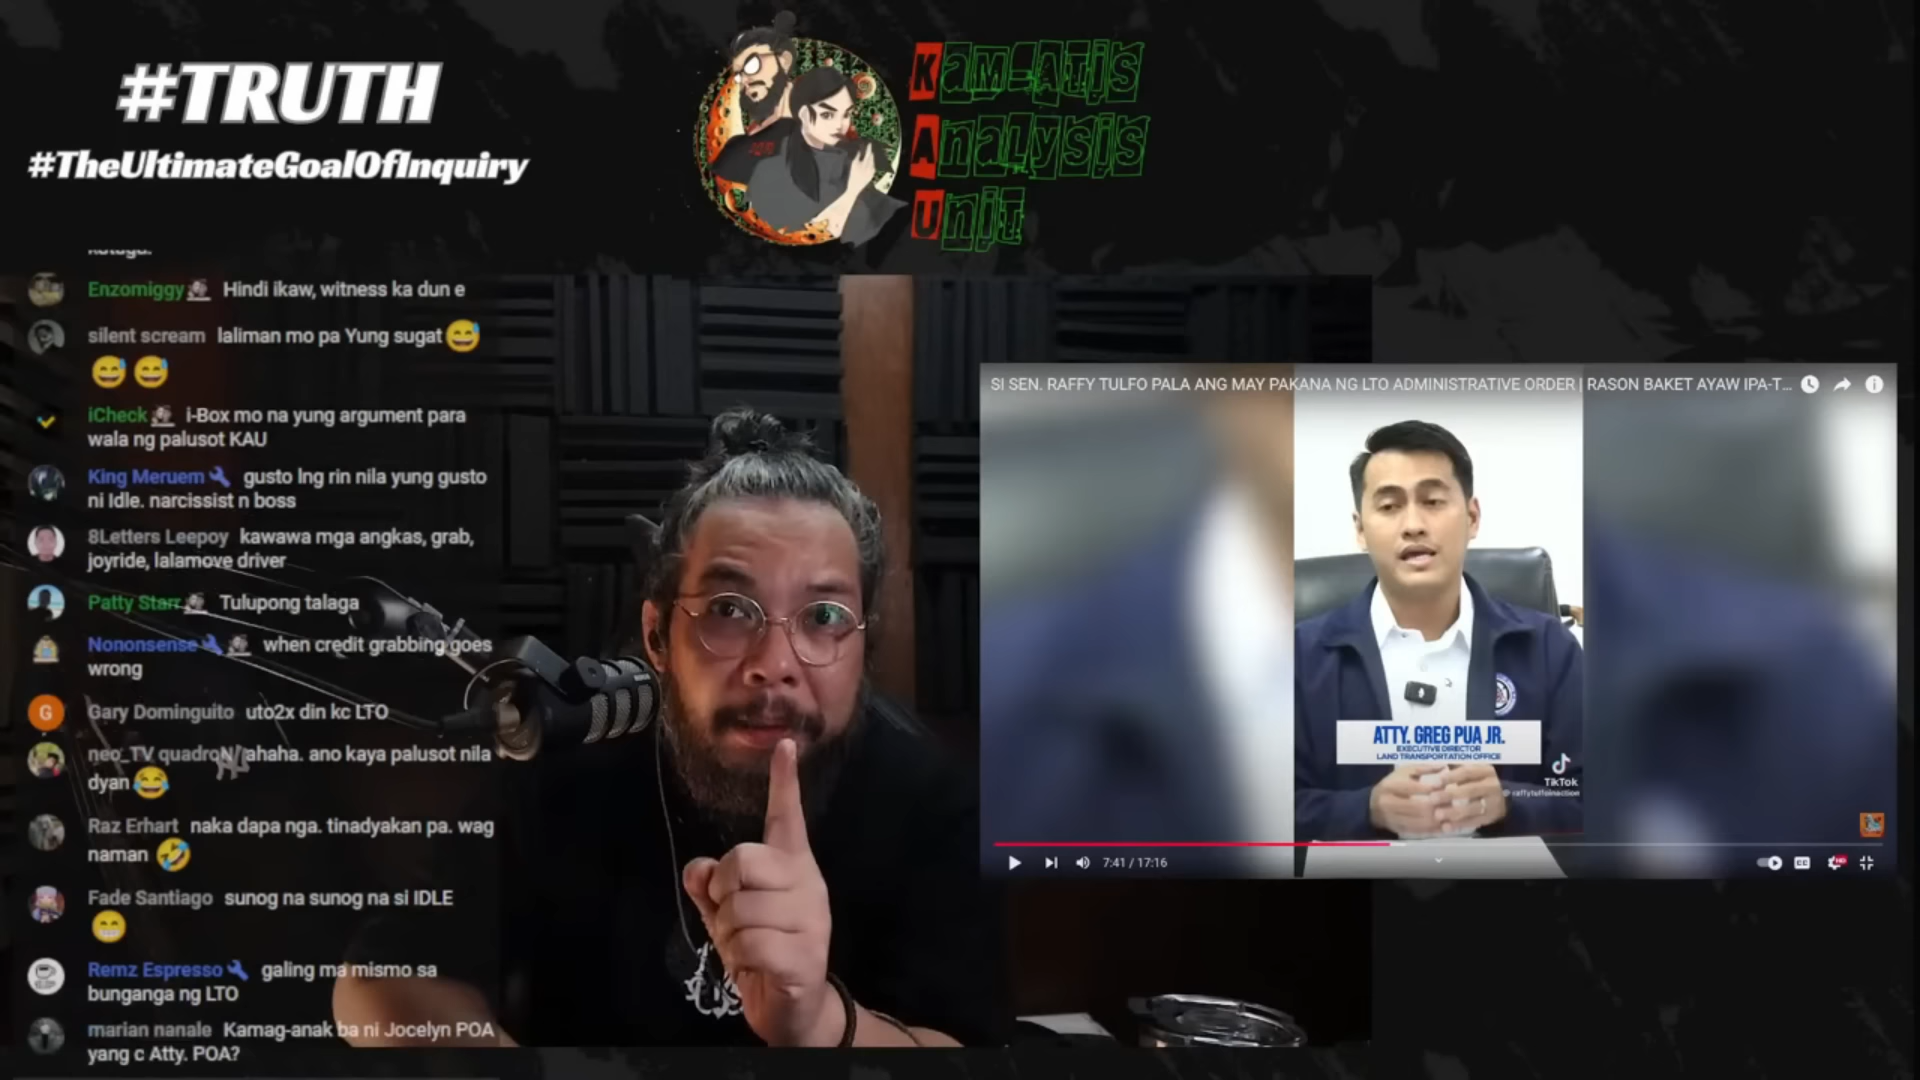 #TRUTH
#TheUltimateGoalOfInquiry
Kam-Atis
Analysis
Unit
Enzomiggy Hindi ikaw, witness ka dun e
silent scream laliman mo pa Yung sugat
iCheck i-Box mo na yung argument para
wala ng palusot KAU
King Meruem gusto lng rin nila yung gusto
ni Idle. narcissist n boss
8Letters Leepoy kawawa mga angkas, grab,
joyride, lalamove driver
Patty Starr Tulupong talaga
Nononsense when credit grabbing goes
wrong
G
Gary Dominguito uto2x din kc LTO
neo_TV quadroN ahaha. ano kaya palusot nila
dyan
Raz Erhart naka dapa nga. tinadyakan pa. wag
naman
Fade Santiago sunog na sunog na si IDLE
Remz Espresso galing ma mismo sa
bunganga ng LTO
marian nanale Kamag-anak ba ni Jocelyn POA
yang c Atty. POA?
SI SEN. RAFFY TULFO PALA ANG MAY PAKANA NG LTO ADMINISTRATIVE ORDER | RASON BAKET AYAW IPA-T...
ATTY. GREG PUA JR.
EXECUTIVE DIRECTOR
LAND TRANSPORTATION OFFICE
TikTok
@raffytulfoinaction
7:41 / 17:16
CC
HD